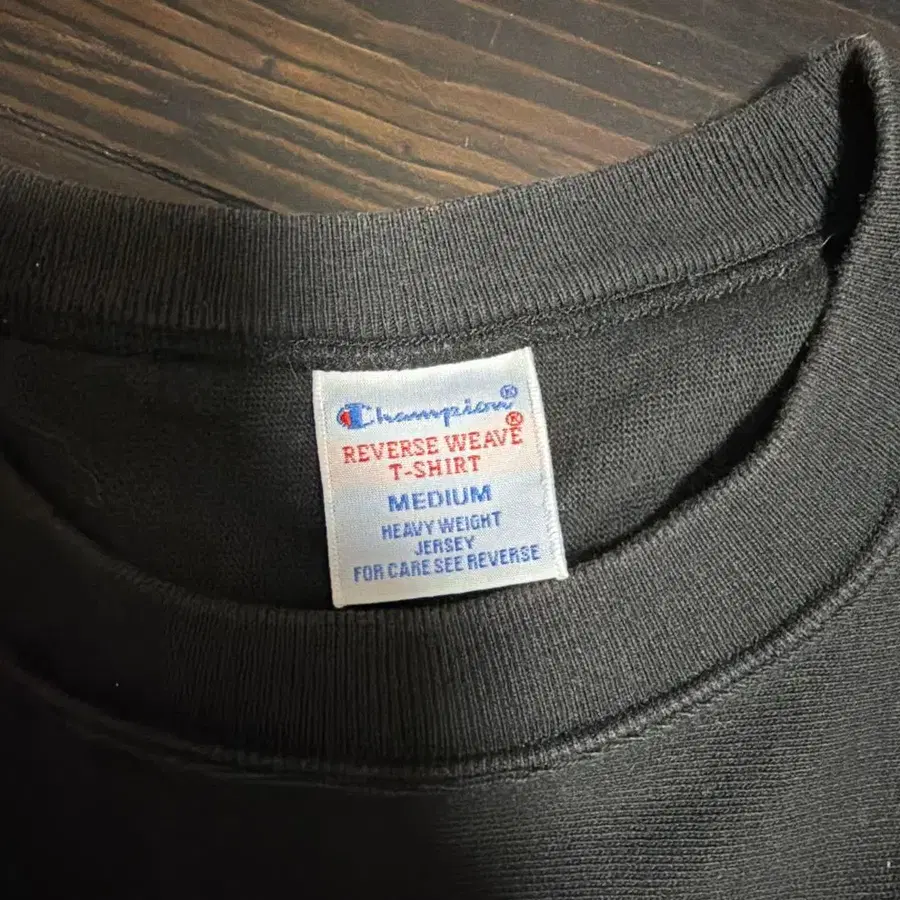 Champion®
REVERSE WEAVE®
T-SHIRT
MEDIUM
HEAVY WEIGHT
JERSEY
FOR CARE SEE REVERSE